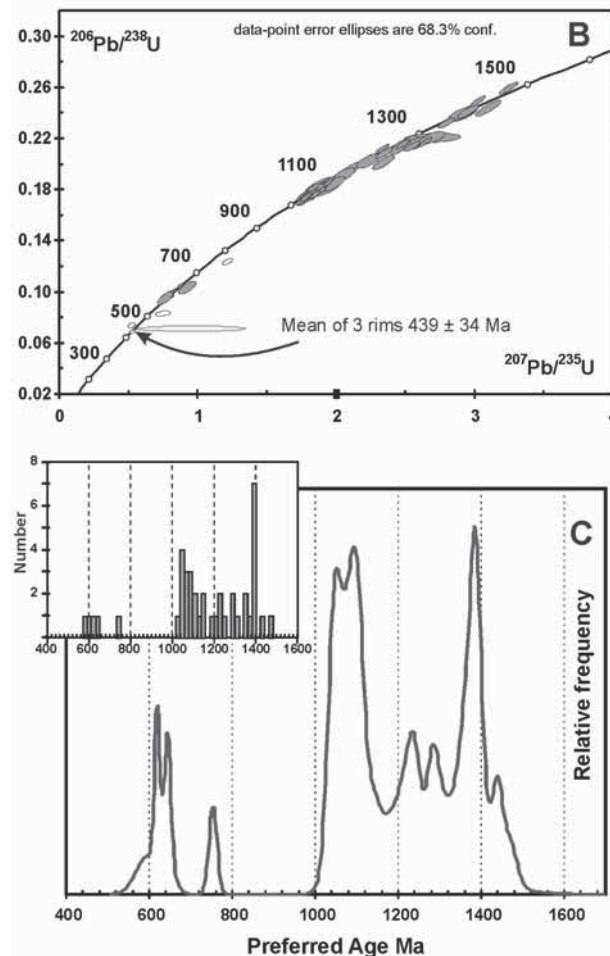 0.30
²⁰⁶Pb/²³⁸U
data-point error ellipses are 68.3% conf.
B
0.26
1500
0.22
1300
0.18
1100
0.14
900
700
0.10
500
Mean of 3 rims 439 ± 34 Ma
0.06
300
²⁰⁷Pb/²³⁵U
0.02
0 1 2 3 4
8
C
6
Number
4
2
400 600 800 1000 1200 1400 1600
Relative frequency
400 600 800 1000 1200 1400 1600
Preferred Age Ma